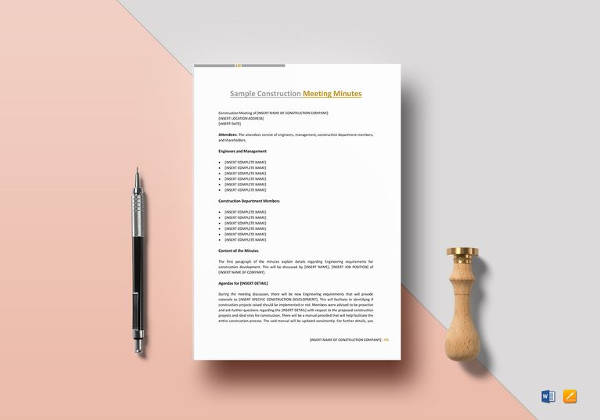 Sample Construction Meeting Minutes
Construction Meeting of [INSERT NAME OF CONSTRUCTION COMPANY]
[INSERT LOCATION ADDRESS]
[INSERT DATE]
Attendees: The attendees consist of engineers, management, construction department members,
and shareholders.
Engineers and Management
• [INSERT COMPLETE NAME]
• [INSERT COMPLETE NAME]
• [INSERT COMPLETE NAME]
• [INSERT COMPLETE NAME]
• [INSERT COMPLETE NAME]
• [INSERT COMPLETE NAME]
Construction Department Members
• [INSERT COMPLETE NAME]
• [INSERT COMPLETE NAME]
• [INSERT COMPLETE NAME]
• [INSERT COMPLETE NAME]
• [INSERT COMPLETE NAME]
• [INSERT COMPLETE NAME]
Content of the Minutes
The first paragraph of the minutes explain details regarding Engineering requirements for
construction development. This will be discussed by [INSERT NAME], [INSERT JOB POSITION] of
[INSERT NAME OF COMPANY].
Agendas for [INSERT DETAIL]
During the meeting discussion, there will be new Engineering requirements that will provide
rationale to [INSERT SPECIFIC CONSTRUCTION DEVELOPMENT]. This will facilitate in identifying if
construction projects raised should be implemented or not. Members were advised to be proactive
and ask further questions regarding the [INSERT DETAIL] with respect to the proposed construction
projects and ideal sites for construction. There will be a manual provided that will help facilitate the
entire construction process. The said manual will be updated consistently. For further details, you
[INSERT NAME OF CONSTRUCTION COMPANY]
W